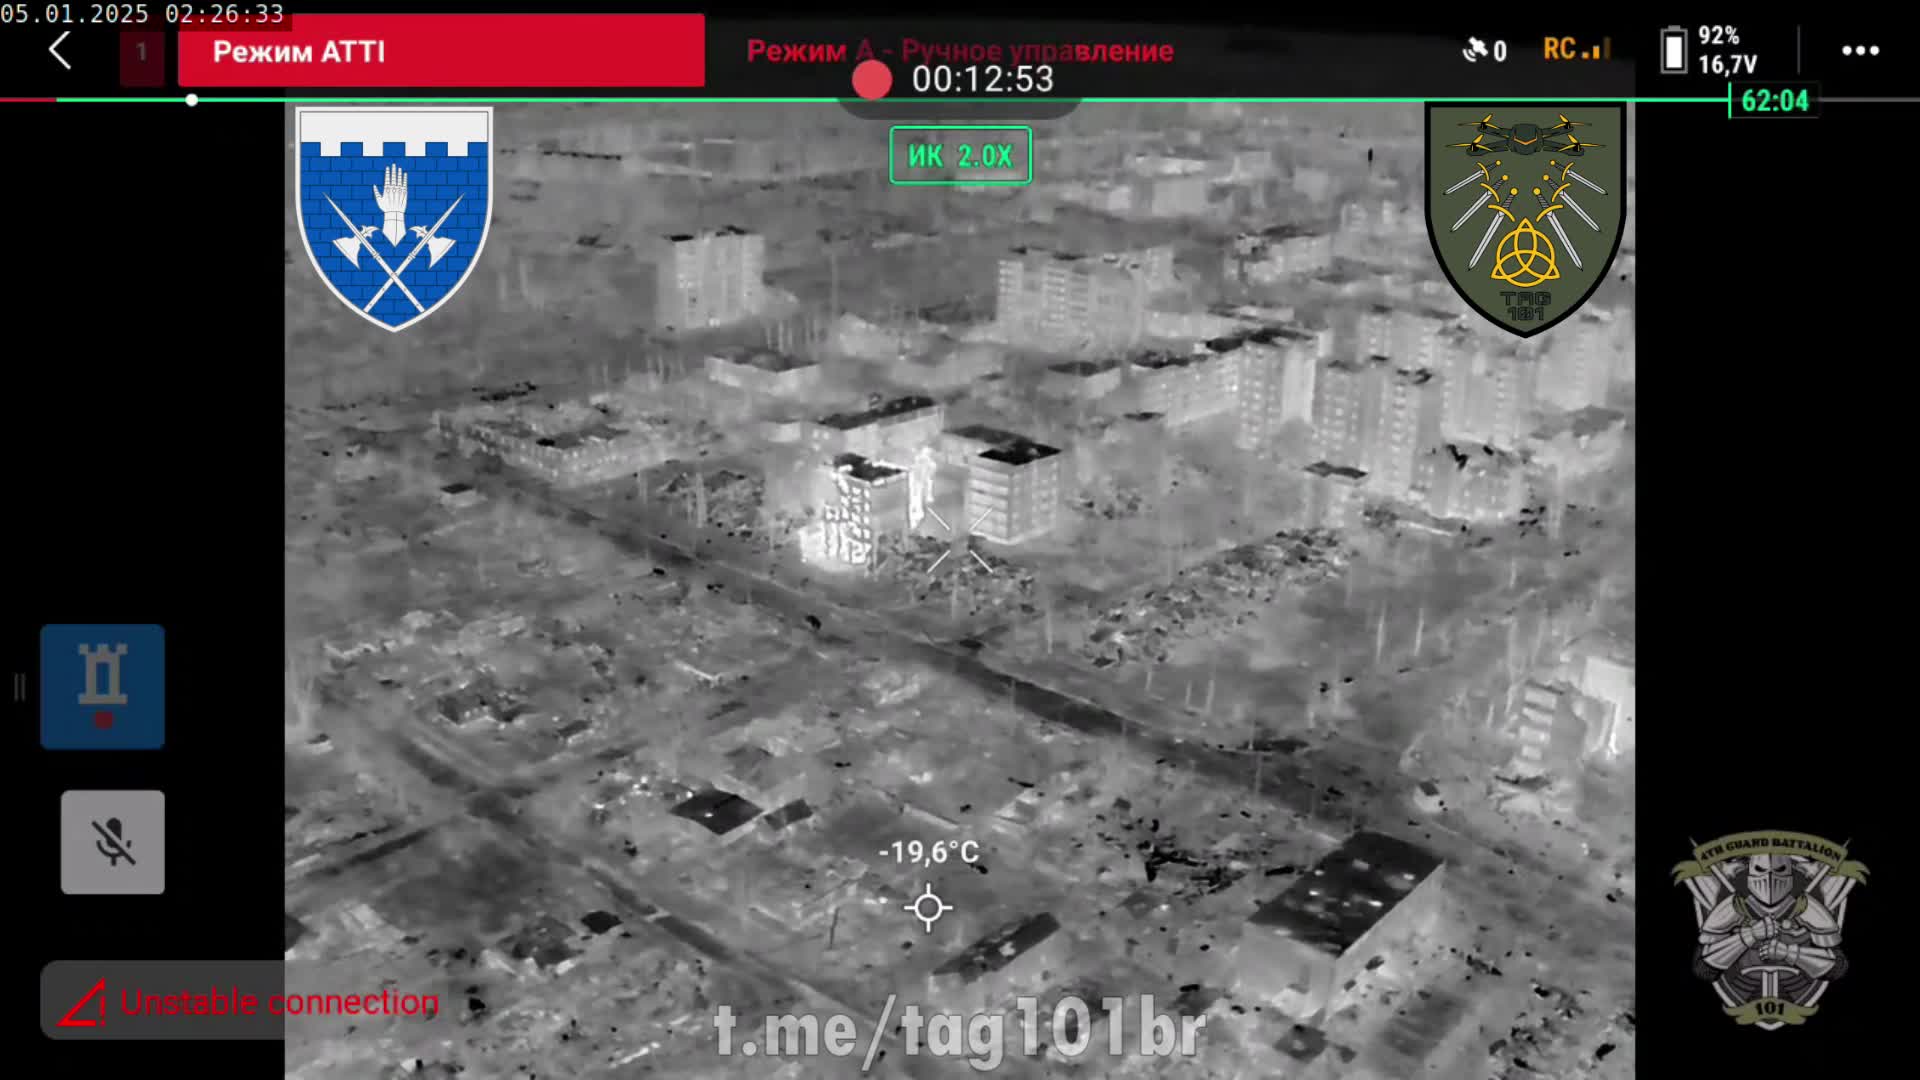 05.01.2025 02:26:33
1
Режим ATTI
Режим A - Ручное управление
00:12:53
0
RC
92%
16,7V
62:04
ИК 2.0X
TAG
101
-19,6°C
4TH GUARD BATTALION
101
Unstable connection
t.me/tag101br